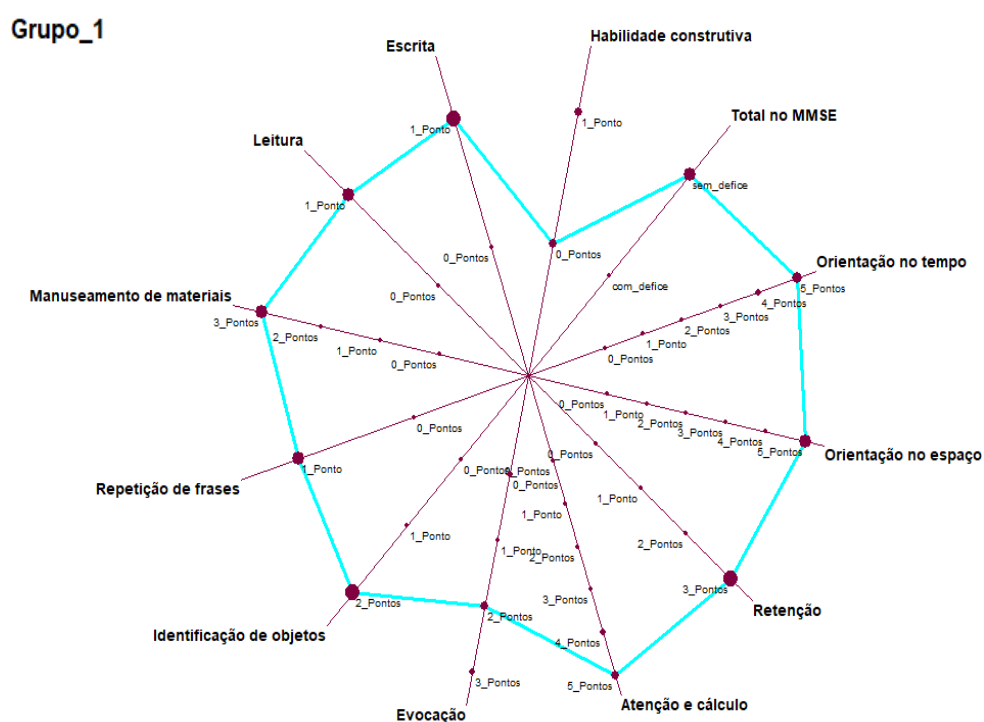 Grupo_1
Habilidade construtiva
1_Ponto
0_Pontos
Total no MMSE
sem_defice
com_defice
Orientação no tempo
5_Pontos
4_Pontos
3_Pontos
2_Pontos
1_Ponto
0_Pontos
Orientação no espaço
5_Pontos
4_Pontos
3_Pontos
2_Pontos
1_Ponto
0_Pontos
Retenção
3_Pontos
2_Pontos
1_Ponto
0_Pontos
Atenção e cálculo
5_Pontos
4_Pontos
3_Pontos
2_Pontos
1_Ponto
0_Pontos
Evocação
3_Pontos
2_Pontos
1_Ponto
0_Pontos
Identificação de objetos
2_Pontos
1_Ponto
0_Pontos
Repetição de frases
1_Ponto
0_Pontos
Manuseamento de materiais
3_Pontos
2_Pontos
1_Ponto
0_Pontos
Leitura
1_Ponto
0_Pontos
Escrita
1_Ponto
0_Pontos